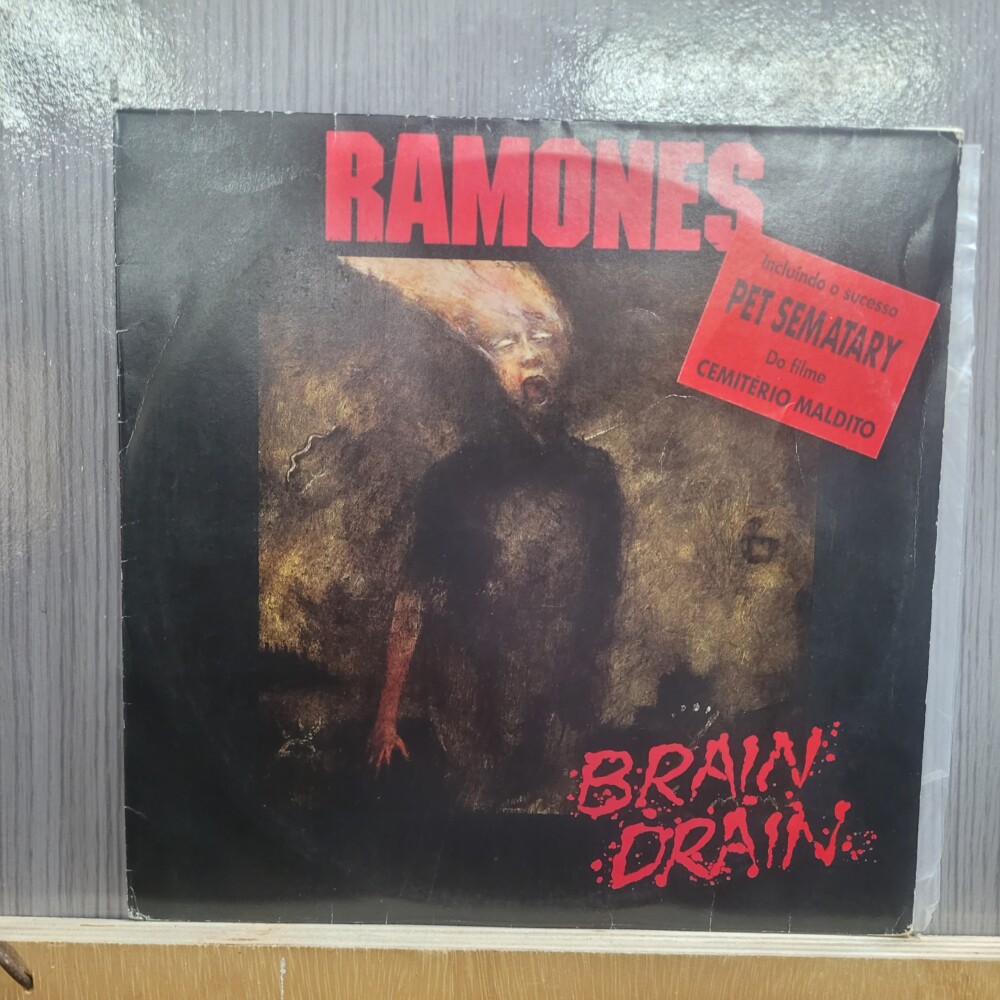 RAMONES
Incluindo o sucesso
PET SEMATARY
Do filme
CEMITÉRIO MALDITO
BRAIN
DRAIN